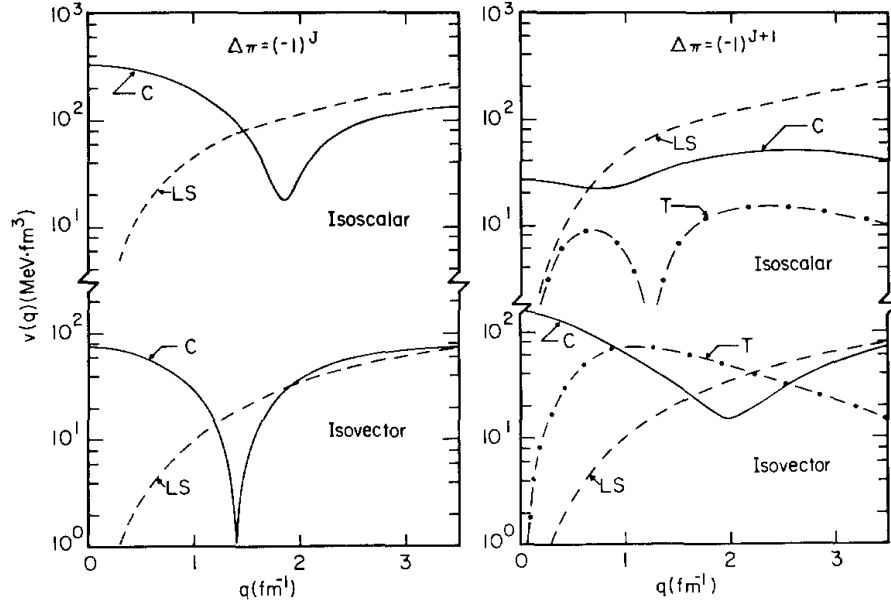 v(q)(MeV·fm³)
Δπ=(-1)^J
10³
10²
10¹
10²
10¹
10⁰
C
LS
Isoscalar
C
LS
Isovector
0
1
2
3
q(fm⁻¹)
Δπ=(-1)^{J+1}
10³
10²
10¹
10²
10¹
10⁰
LS
C
T
Isoscalar
C
T
LS
Isovector
0
1
2
3
q(fm⁻¹)